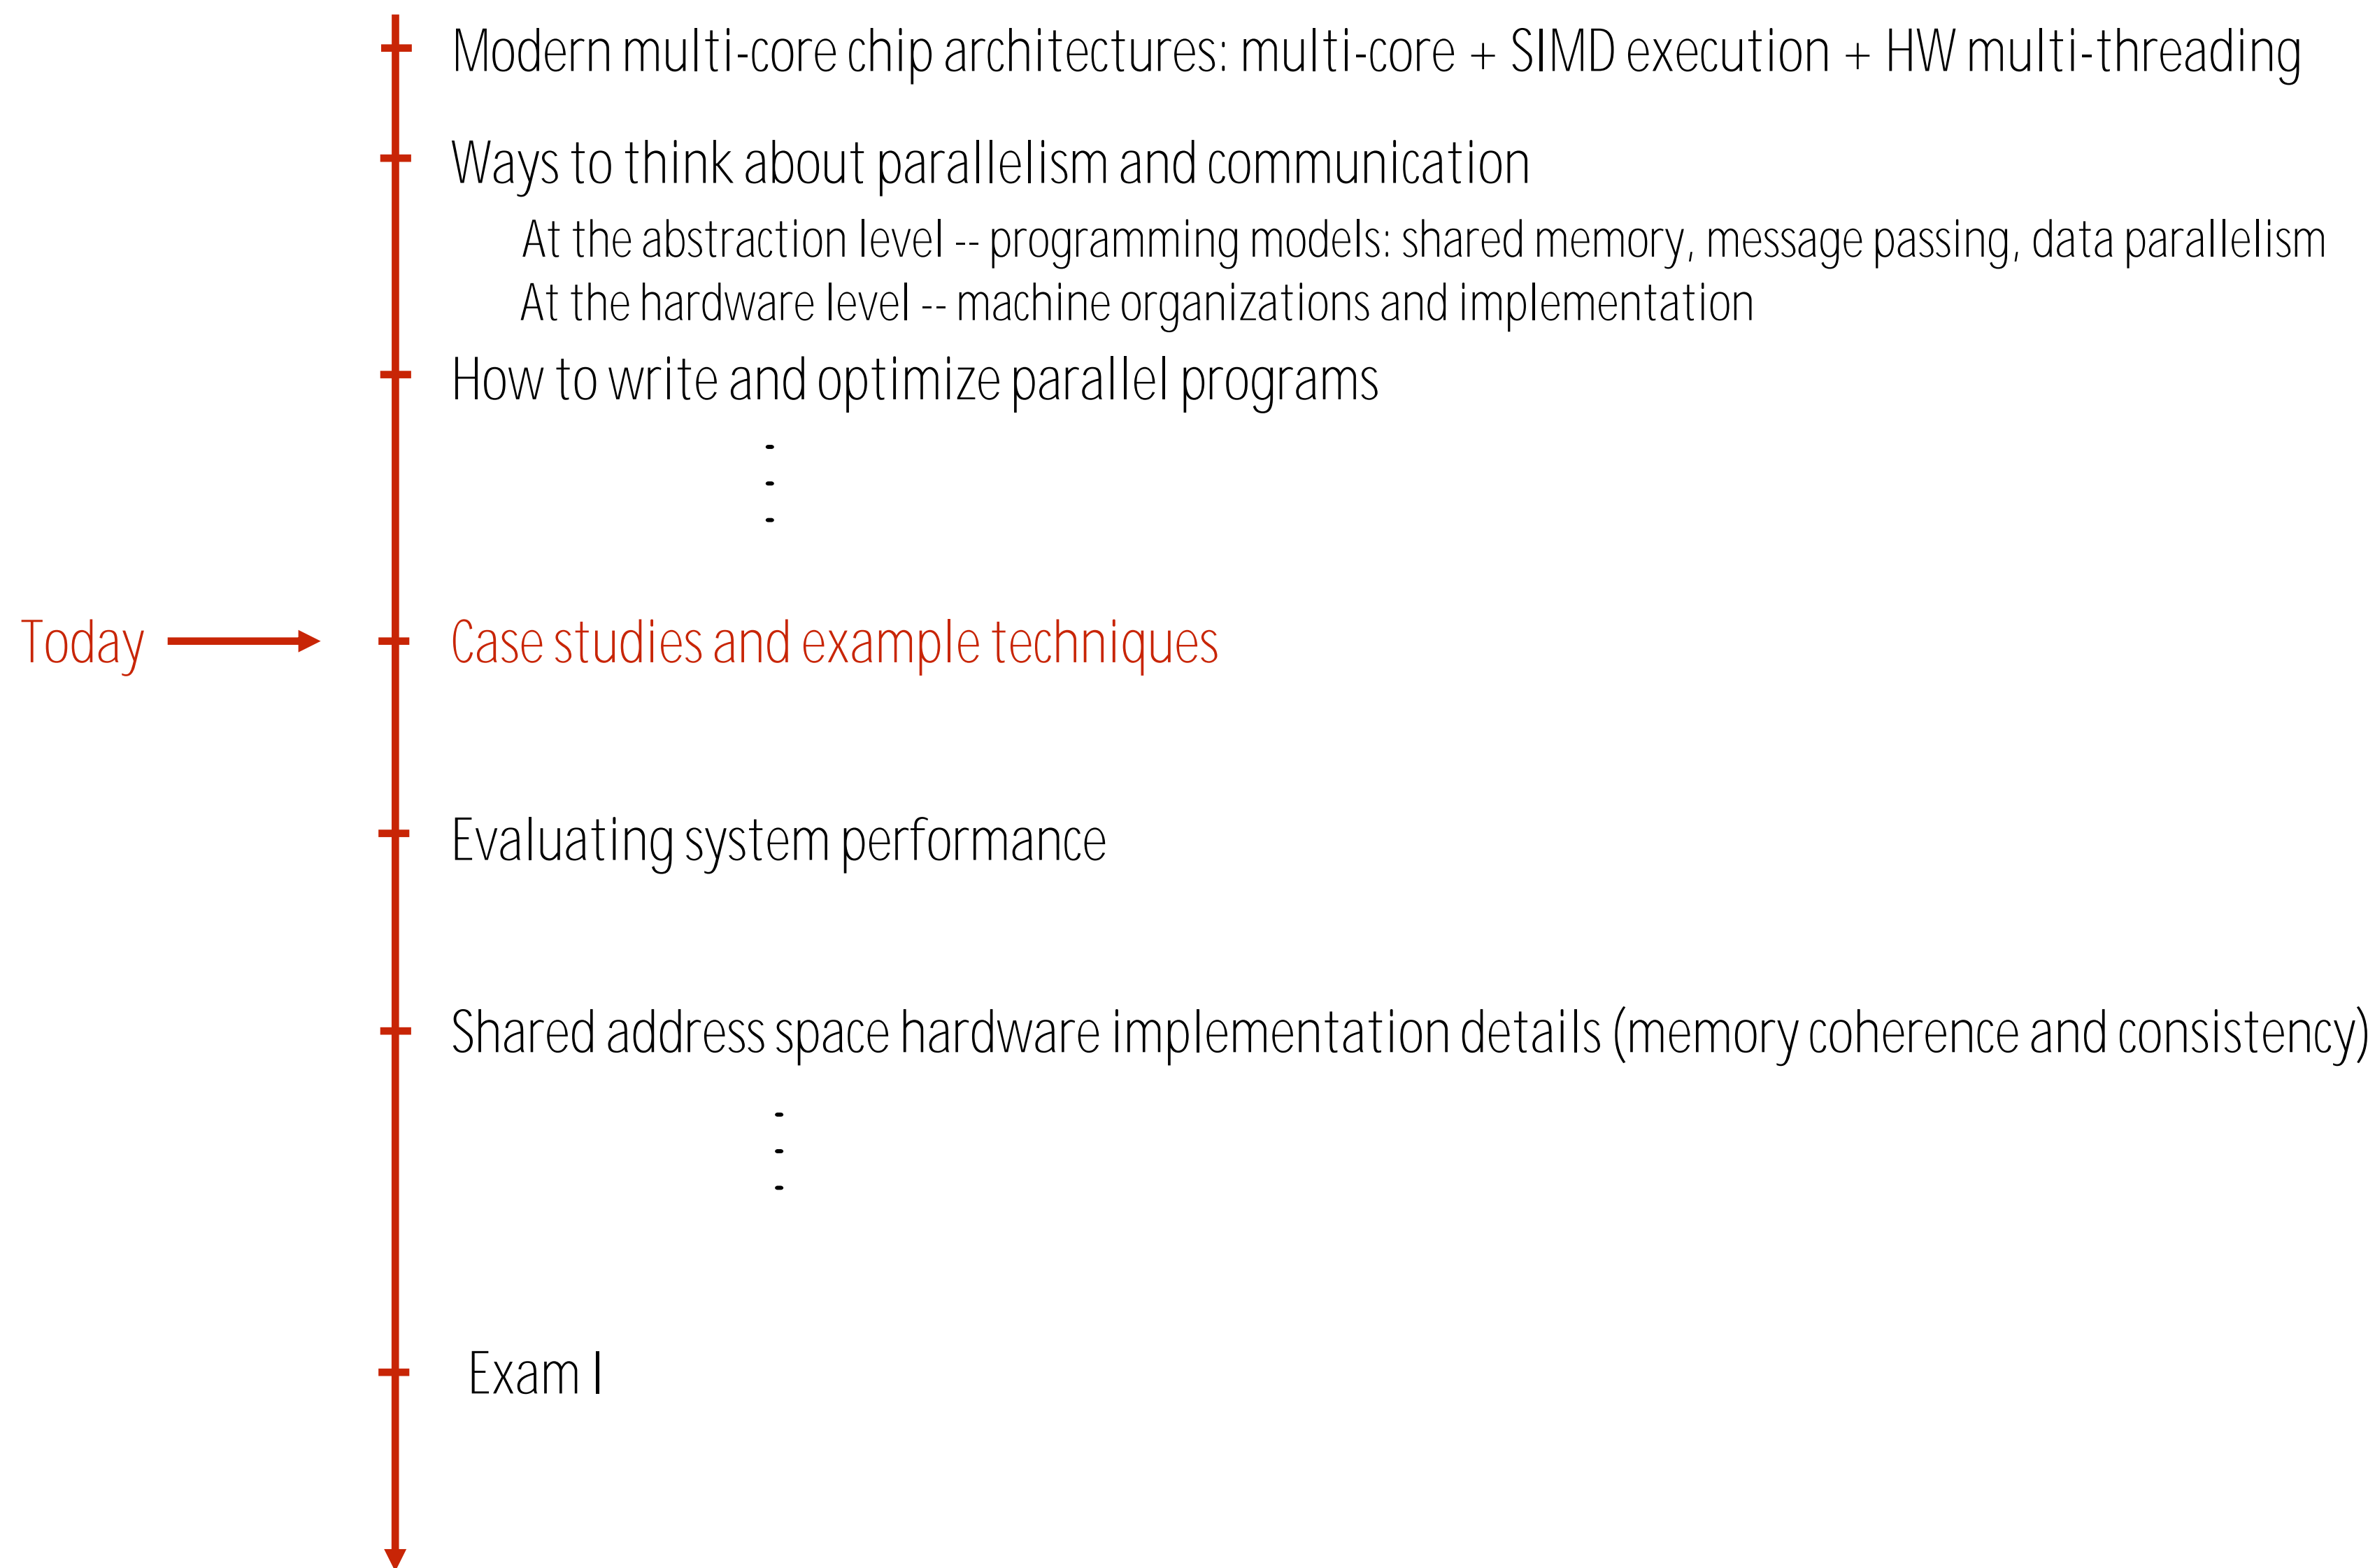 Modern multi-core chip architectures: multi-core + SIMD execution + HW multi-threading
Ways to think about parallelism and communication
At the abstraction level -- programming models: shared memory, message passing, data parallelism
At the hardware level -- machine organizations and implementation
How to write and optimize parallel programs
Today
Case studies and example techniques
Evaluating system performance
Shared address space hardware implementation details (memory coherence and consistency)
Exam I